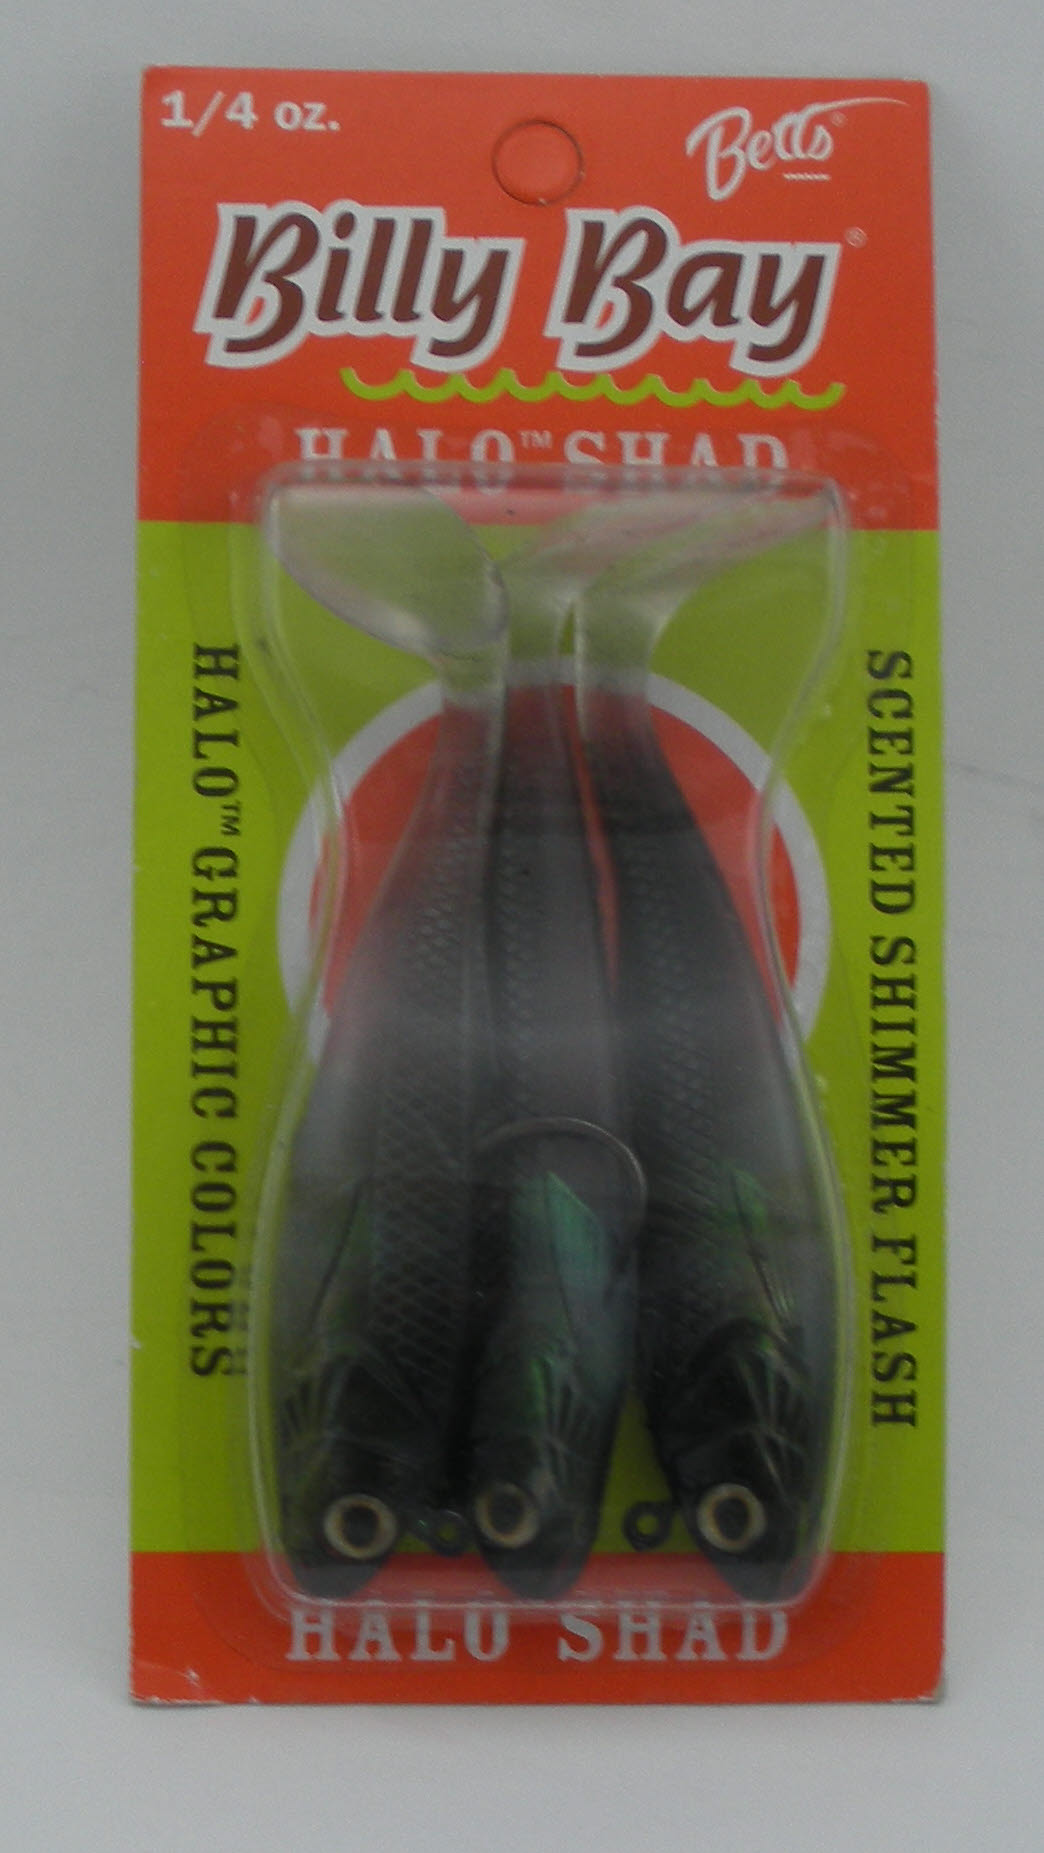 1/4 oz.
Betts®
Billy Bay®
HALO™ SHAD
HALO™ GRAPHIC COLORS
SCENTED SHIMMER FLASH
HALO SHAD